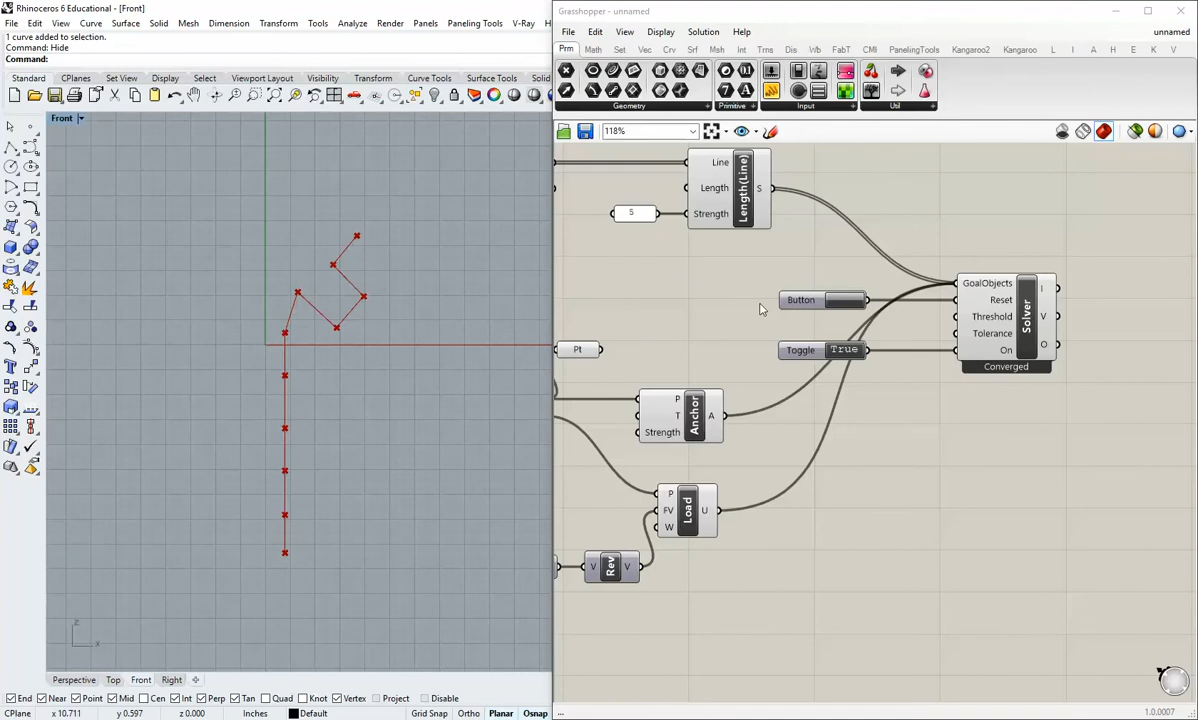 Rhinoceros 6 Educational - [Front]
File Edit View Curve Surface Solid Mesh Dimension Transform Tools Analyze Render Panels Paneling Tools V-Ray
1 curve added to selection.
Command: Hide
Command:
Standard CPlanes Set View Display Select Viewport Layout Visibility Transform Curve Tools Surface Tools Solid
Front
z
x
Perspective Top Front Right
End Near Point Mid Cen Int Perp Tan Quad Knot Vertex Project Disable
CPlane x 10.711 y 0.597 z 0.000 Inches Default Grid Snap Ortho Planar Osnap
Grasshopper - unnamed
File Edit View Display Solution Help unnamed
Prm Math Set Vec Crv Srf Msh Int Trns Dis Wb FabT CMI PanelingTools Kangaroo2 Kangaroo L I A H E K V
Geometry Primitive Input Util
118%
Line
Length
Strength
Length(Line)
S
5
Button
Toggle True
GoalObjects
Reset
Threshold
Tolerance
On
Solver
I
V
O
Converged
Pt
P
T
Strength
Anchor
A
P
FV
W
Load
U
V Rev V
...
1.0.0007